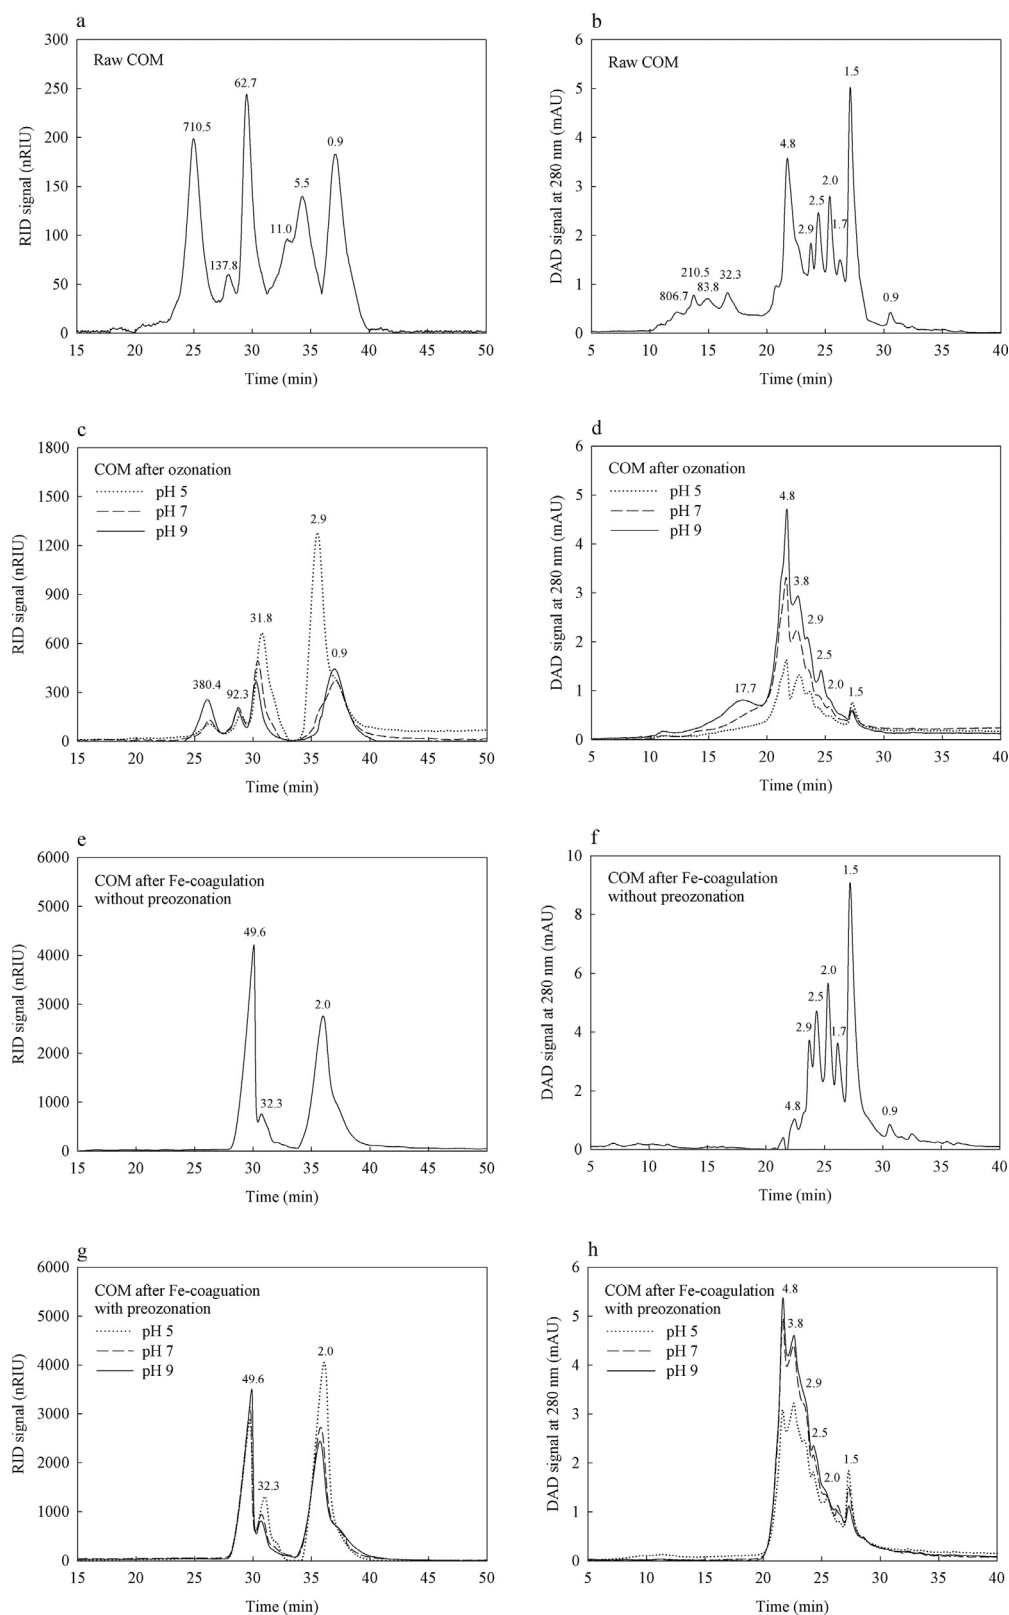 a
RID signal (nRIU)
300
250
200
150
100
50
0
Raw COM
710.5
137.8
62.7
11.0
5.5
0.9
15 20 25 30 35 40 45 50
Time (min)
b
DAD signal at 280 nm (mAU)
6
5
4
3
2
1
0
Raw COM
806.7
210.5
83.8
32.3
4.8
2.9
2.5
2.0
1.7
1.5
0.9
5 10 15 20 25 30 35 40
Time (min)
c
RID signal (nRIU)
1800
1500
1200
900
600
300
0
COM after ozonation
pH 5
pH 7
pH 9
380.4
92.3
31.8
2.9
0.9
15 20 25 30 35 40 45 50
Time (min)
d
DAD signal at 280 nm (mAU)
6
5
4
3
2
1
0
COM after ozonation
pH 5
pH 7
pH 9
17.7
4.8
3.8
2.9
2.5
2.0
1.5
5 10 15 20 25 30 35 40
Time (min)
e
RID signal (nRIU)
6000
5000
4000
3000
2000
1000
0
COM after Fe-coagulation
without preozonation
49.6
32.3
2.0
15 20 25 30 35 40 45 50
Time (min)
f
DAD signal at 280 nm (mAU)
10
8
6
4
2
0
COM after Fe-coagulation
without preozonation
4.8
2.9
2.5
2.0
1.7
1.5
0.9
5 10 15 20 25 30 35 40
Time (min)
g
RID signal (nRIU)
6000
5000
4000
3000
2000
1000
0
COM after Fe-coaguation
with preozonation
pH 5
pH 7
pH 9
49.6
32.3
2.0
15 20 25 30 35 40 45 50
Time (min)
h
DAD signal at 280 nm (mAU)
6
5
4
3
2
1
0
COM after Fe-coagulation
with preozonation
pH 5
pH 7
pH 9
4.8
3.8
2.9
2.5
2.0
1.5
5 10 15 20 25 30 35 40
Time (min)